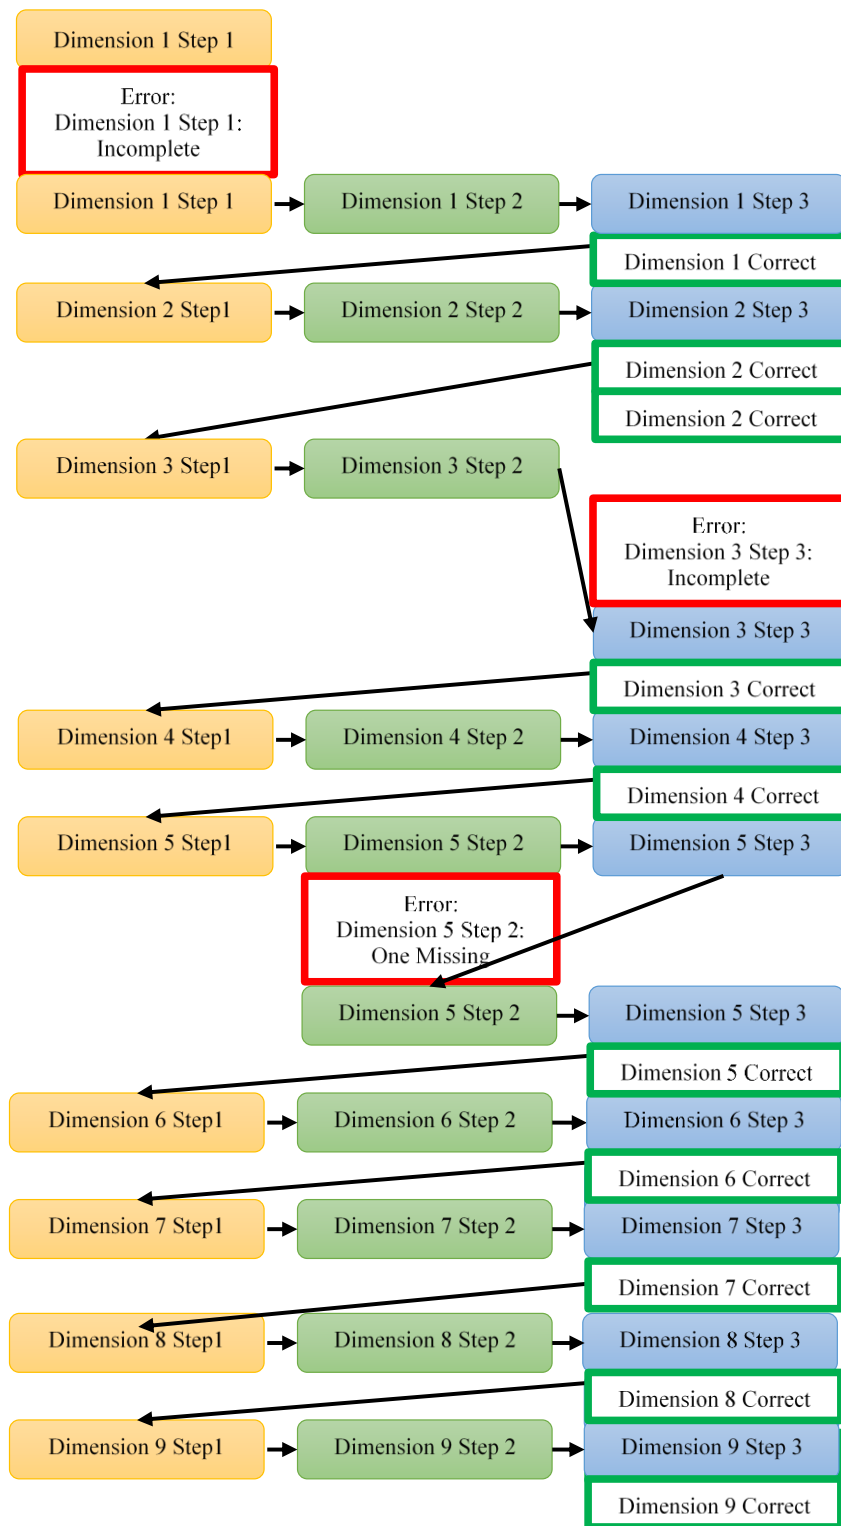 Dimension 1 Step 1
Error:
Dimension 1 Step 1:
Incomplete
Dimension 1 Step 1
Dimension 1 Step 2
Dimension 1 Step 3
Dimension 1 Correct
Dimension 2 Step1
Dimension 2 Step 2
Dimension 2 Step 3
Dimension 2 Correct
Dimension 2 Correct
Dimension 3 Step1
Dimension 3 Step 2
Error:
Dimension 3 Step 3:
Incomplete
Dimension 3 Step 3
Dimension 3 Correct
Dimension 4 Step1
Dimension 4 Step 2
Dimension 4 Step 3
Dimension 4 Correct
Dimension 5 Step1
Dimension 5 Step 2
Dimension 5 Step 3
Error:
Dimension 5 Step 2:
One Missing
Dimension 5 Step 2
Dimension 5 Step 3
Dimension 5 Correct
Dimension 6 Step1
Dimension 6 Step 2
Dimension 6 Step 3
Dimension 6 Correct
Dimension 7 Step1
Dimension 7 Step 2
Dimension 7 Step 3
Dimension 7 Correct
Dimension 8 Step1
Dimension 8 Step 2
Dimension 8 Step 3
Dimension 8 Correct
Dimension 9 Step1
Dimension 9 Step 2
Dimension 9 Step 3
Dimension 9 Correct